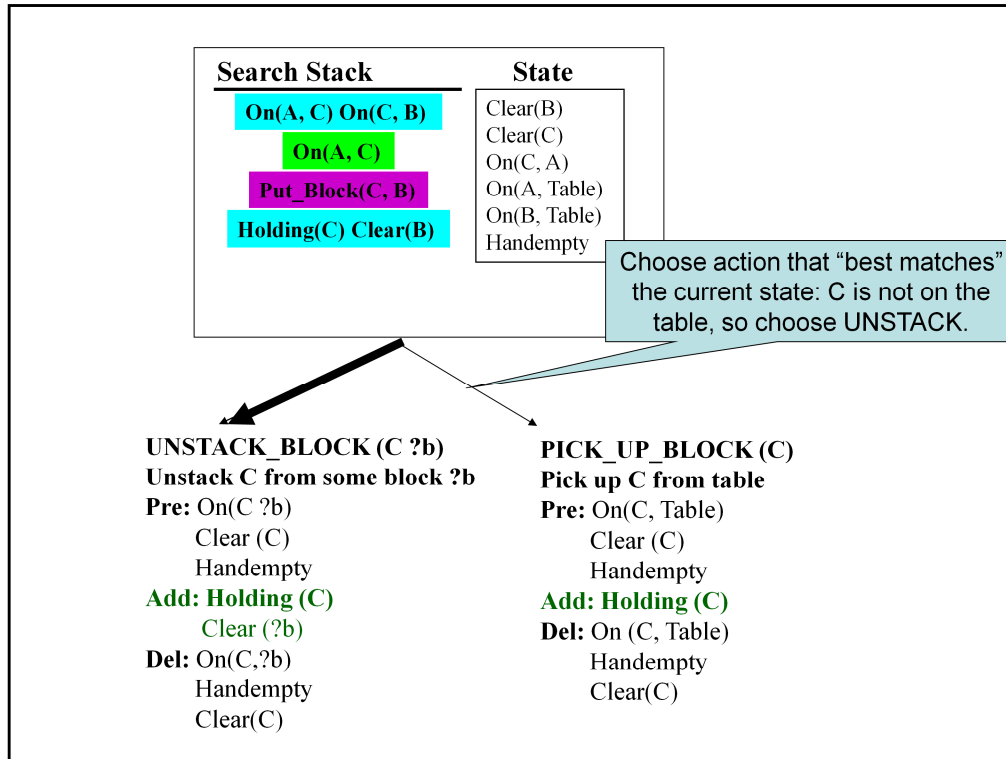 Search Stack
On(A, C) On(C, B)
On(A, C)
Put_Block(C, B)
Holding(C) Clear(B)
State
Clear(B)
Clear(C)
On(C, A)
On(A, Table)
On(B, Table)
Handempty
Choose action that “best matches”
the current state: C is not on the
table, so choose UNSTACK.
UNSTACK_BLOCK (C ?b)
Unstack C from some block ?b
Pre: On(C ?b)
Clear (C)
Handempty
Add: Holding (C)
Clear (?b)
Del: On(C,?b)
Handempty
Clear(C)
PICK_UP_BLOCK (C)
Pick up C from table
Pre: On(C, Table)
Clear (C)
Handempty
Add: Holding (C)
Del: On (C, Table)
Handempty
Clear(C)